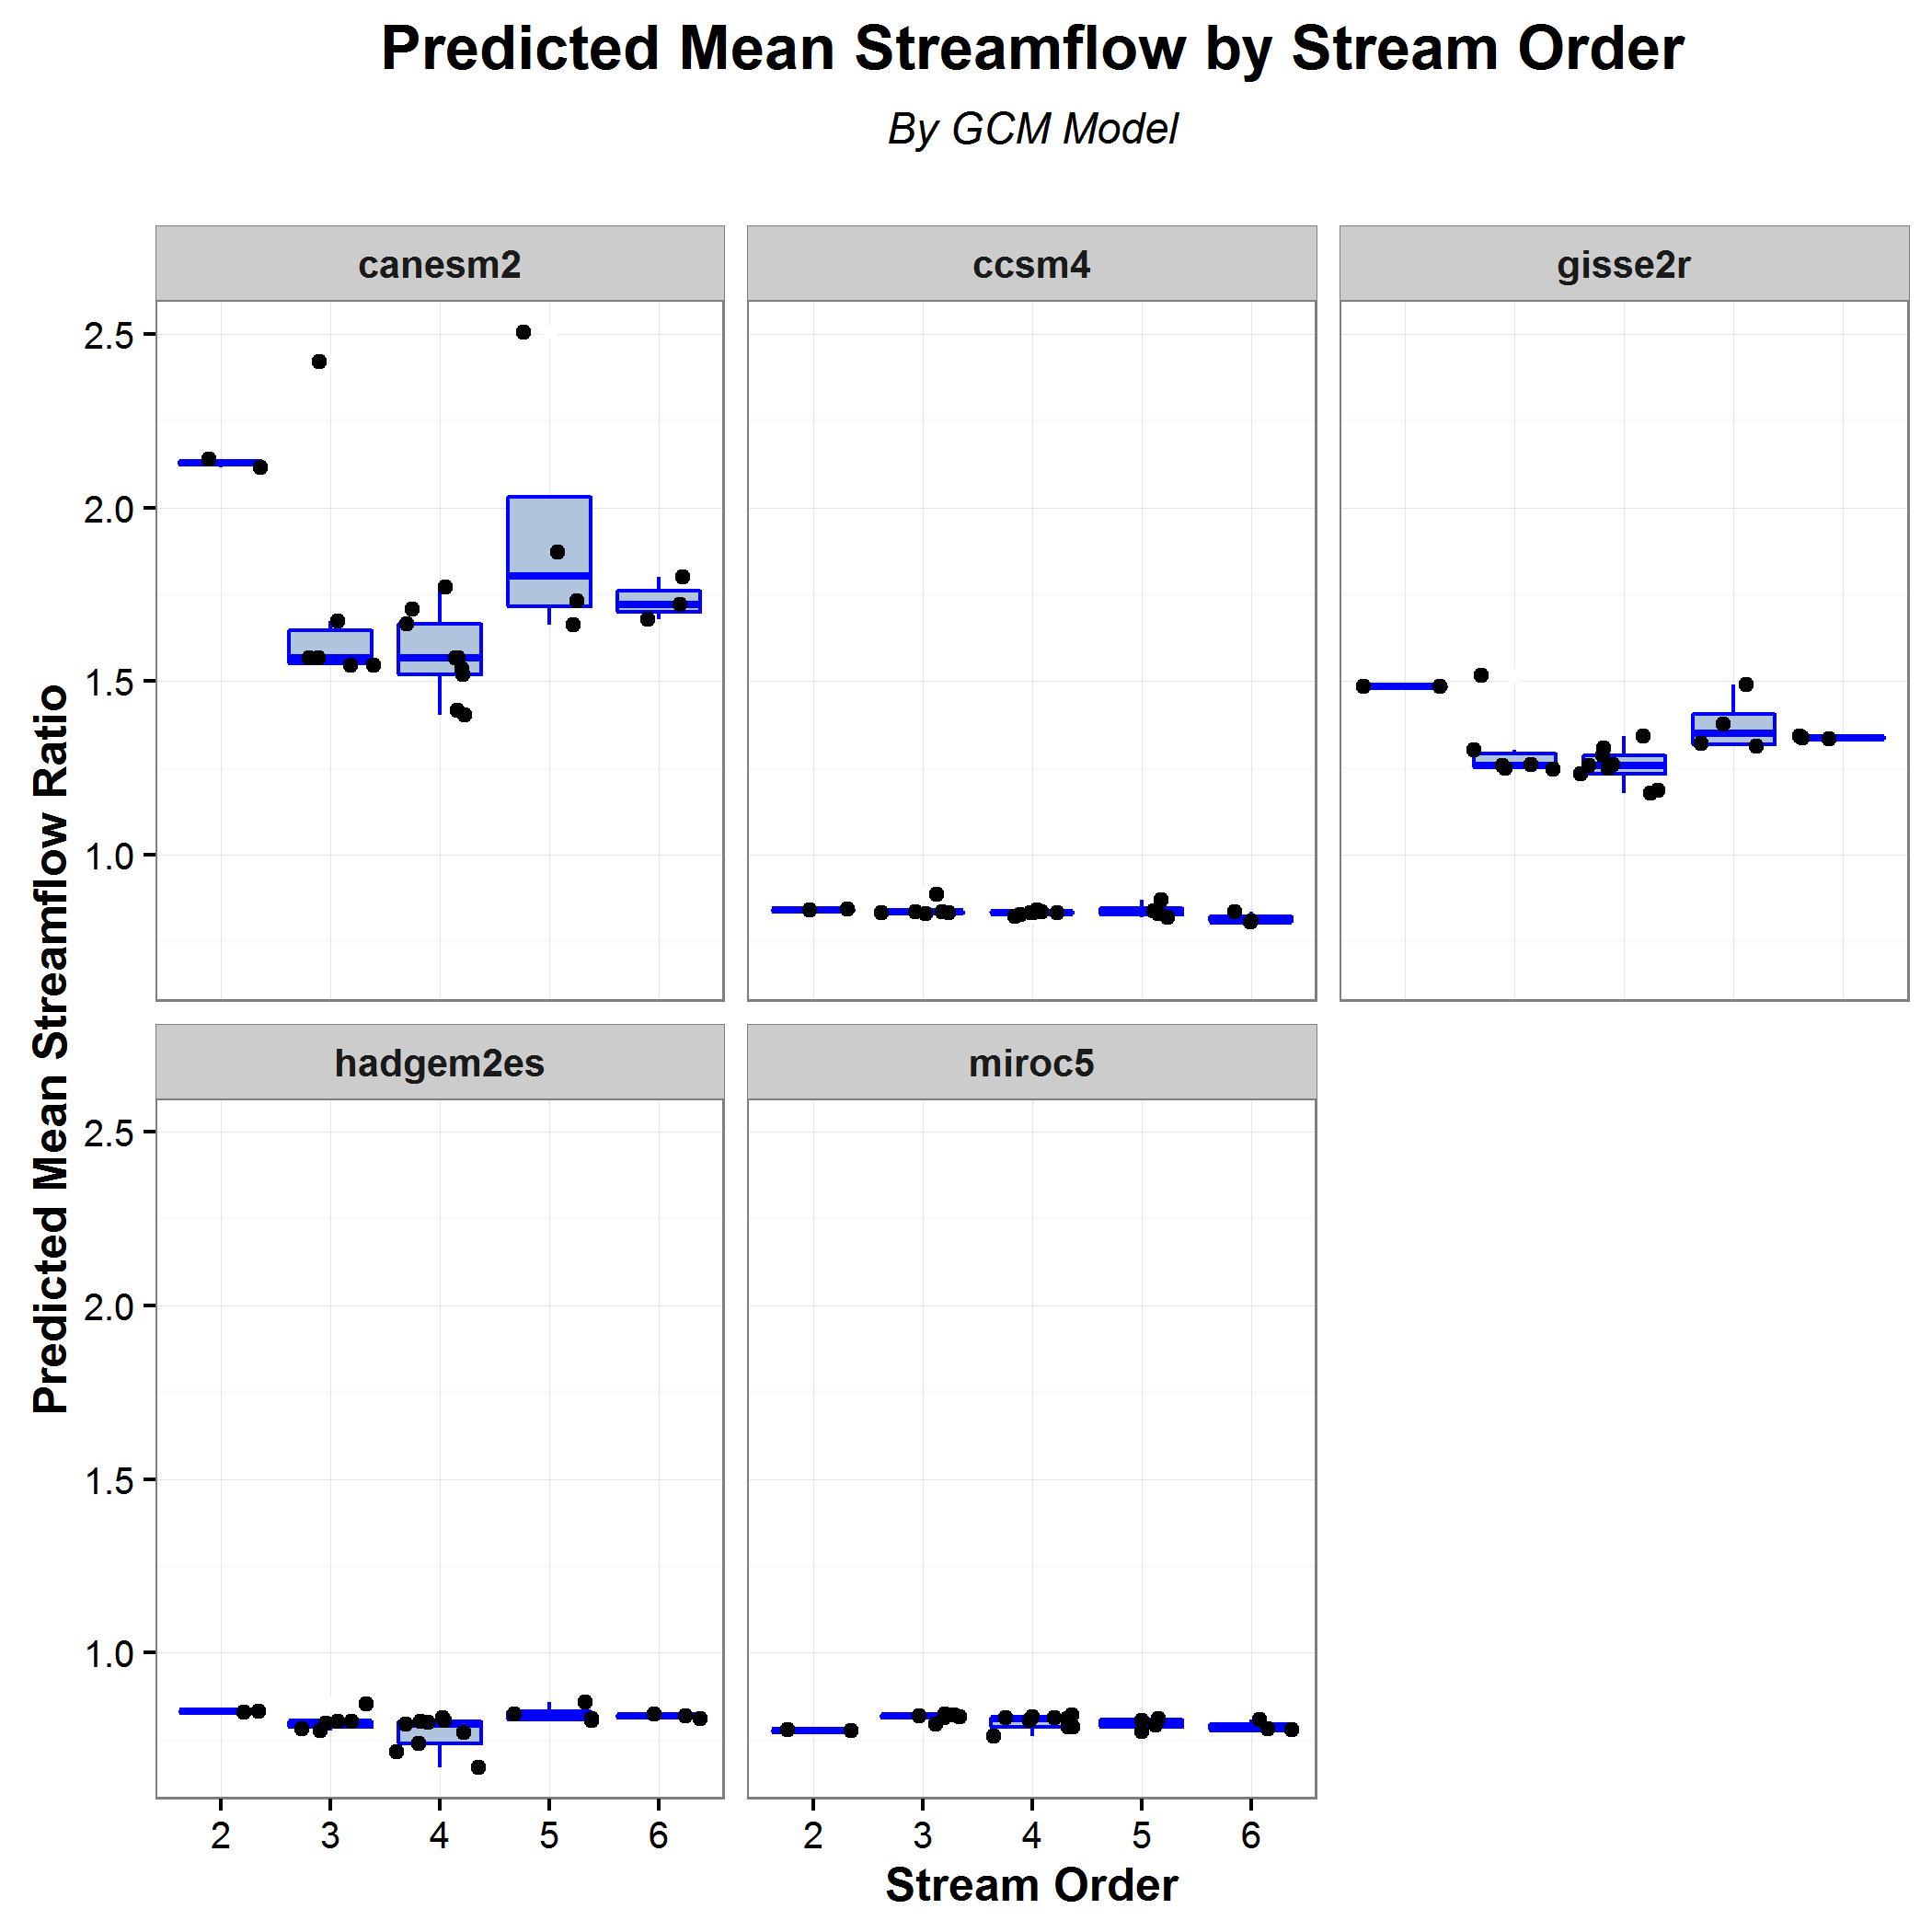 Predicted Mean Streamflow by Stream Order
By GCM Model
canesm2
ccsm4
gisse2r
2.5
2.0
1.5
1.0
Predicted Mean Streamflow Ratio
hadgem2es
miroc5
2.5
2.0
1.5
1.0
2 3 4 5 6
2 3 4 5 6
Stream Order